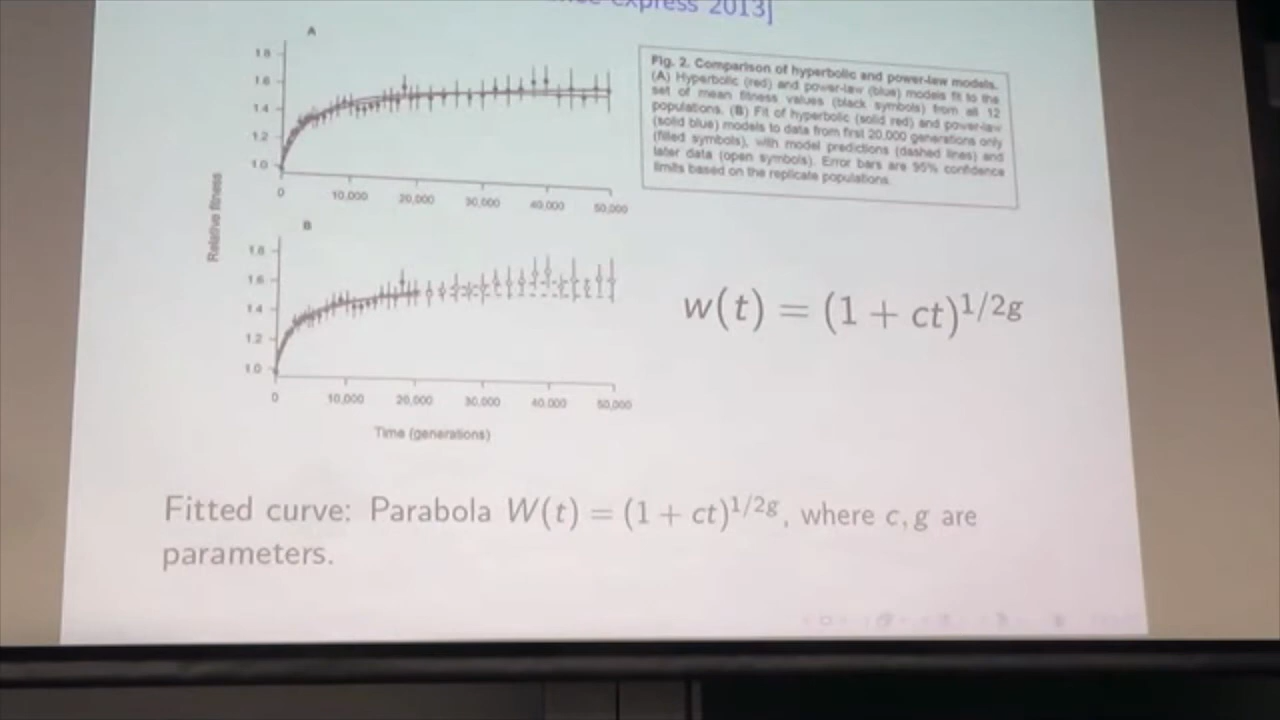 express 2013]
A
1.8
1.6
1.4
1.2
1.0
0 10,000 20,000 30,000 40,000 50,000
Fig. 2. Comparison of hyperbolic and power-law models.
(A) Hyperbolic (red) and power-law (blue) models fit to the
set of mean fitness values (black symbols) from all 12
populations. (B) Fit of hyperbolic (solid red) and power-law
(solid blue) models to data from first 20,000 generations only
(filled symbols), with model predictions (dashed lines) and
later data (open symbols). Error bars are 95% confidence
limits based on the replicate populations.
Relative fitness
B
1.8
1.6
1.4
1.2
1.0
0 10,000 20,000 30,000 40,000 50,000
Time (generations)
w(t) = (1 + ct)^1/2g
Fitted curve: Parabola W(t) = (1 + ct)^1/2g, where c, g are
parameters.